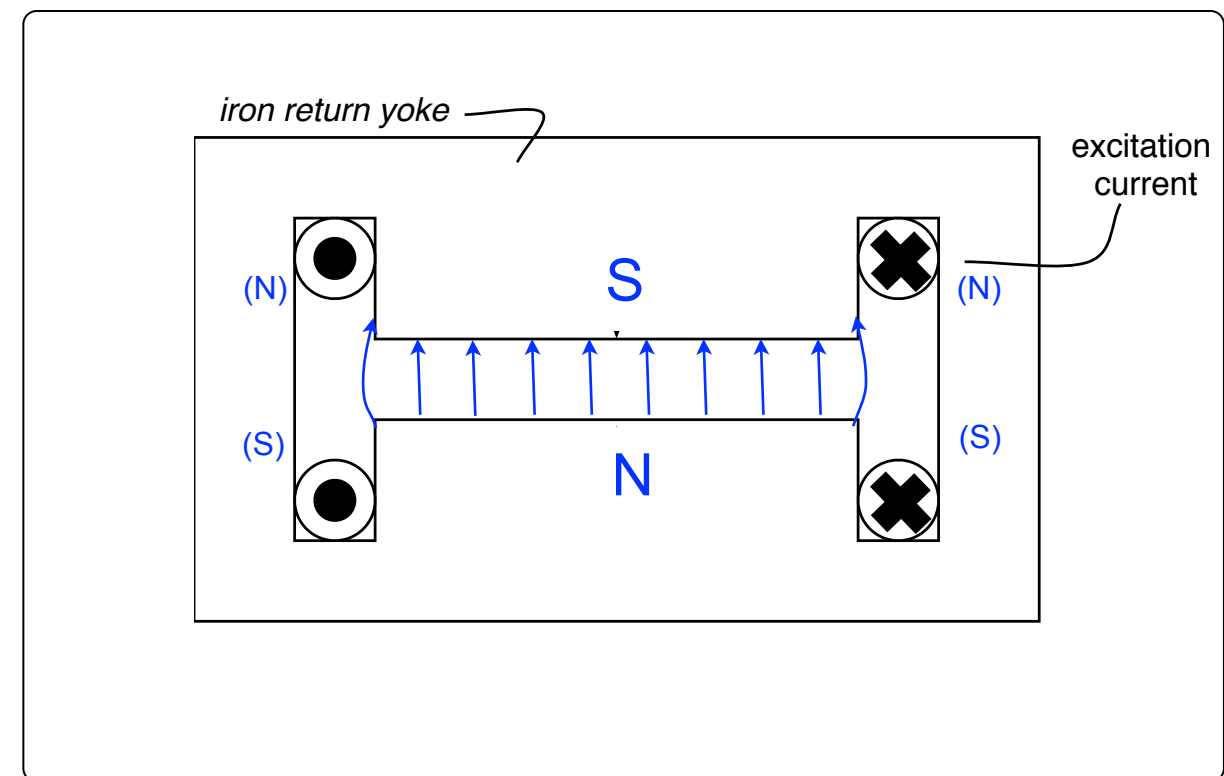 iron return yoke
excitation
current
S
(N)
(N)
(S)
(S)
N